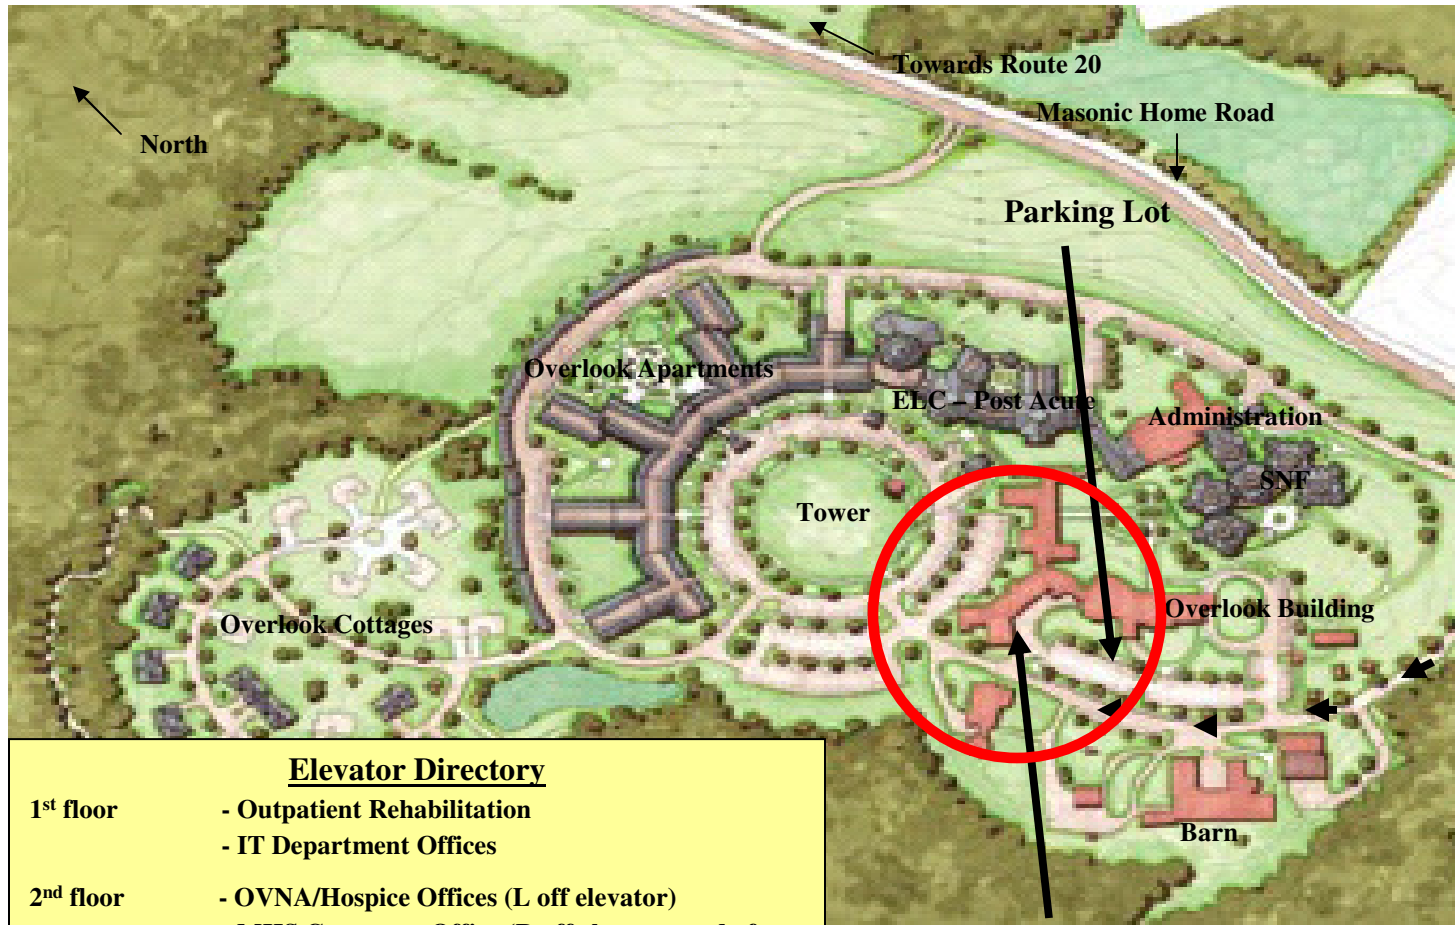 Towards Route 20
Masonic Home Road
North
Parking Lot
Overlook Apartments
ELC – Post Acute
Administration
SNF
Tower
Overlook Building
Overlook Cottages
Barn
Elevator Directory
1st floor - Outpatient Rehabilitation
- IT Department Offices
2nd floor - OVNA/Hospice Offices (L off elevator)